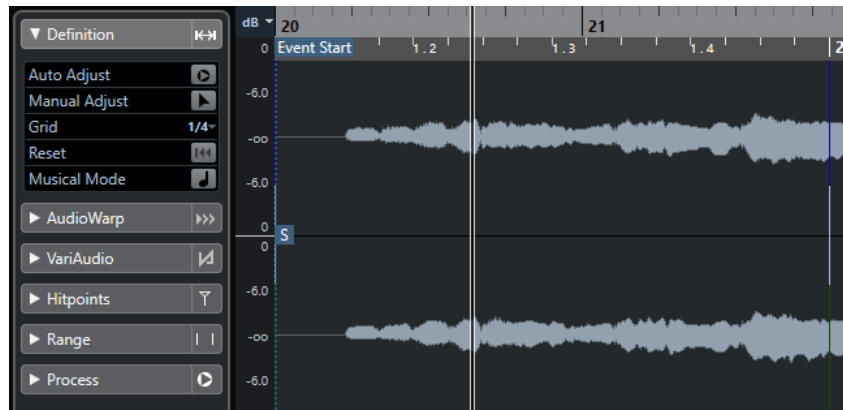 Definition
Auto Adjust
Manual Adjust
Grid 1/4
Reset
Musical Mode
AudioWarp
VariAudio
Hitpoints
Range
Process
dB 20 21
0 Event Start 1.2 1.3 1.4 2
-6.0
-oo
-6.0
0
S
0
-6.0
-oo
-6.0